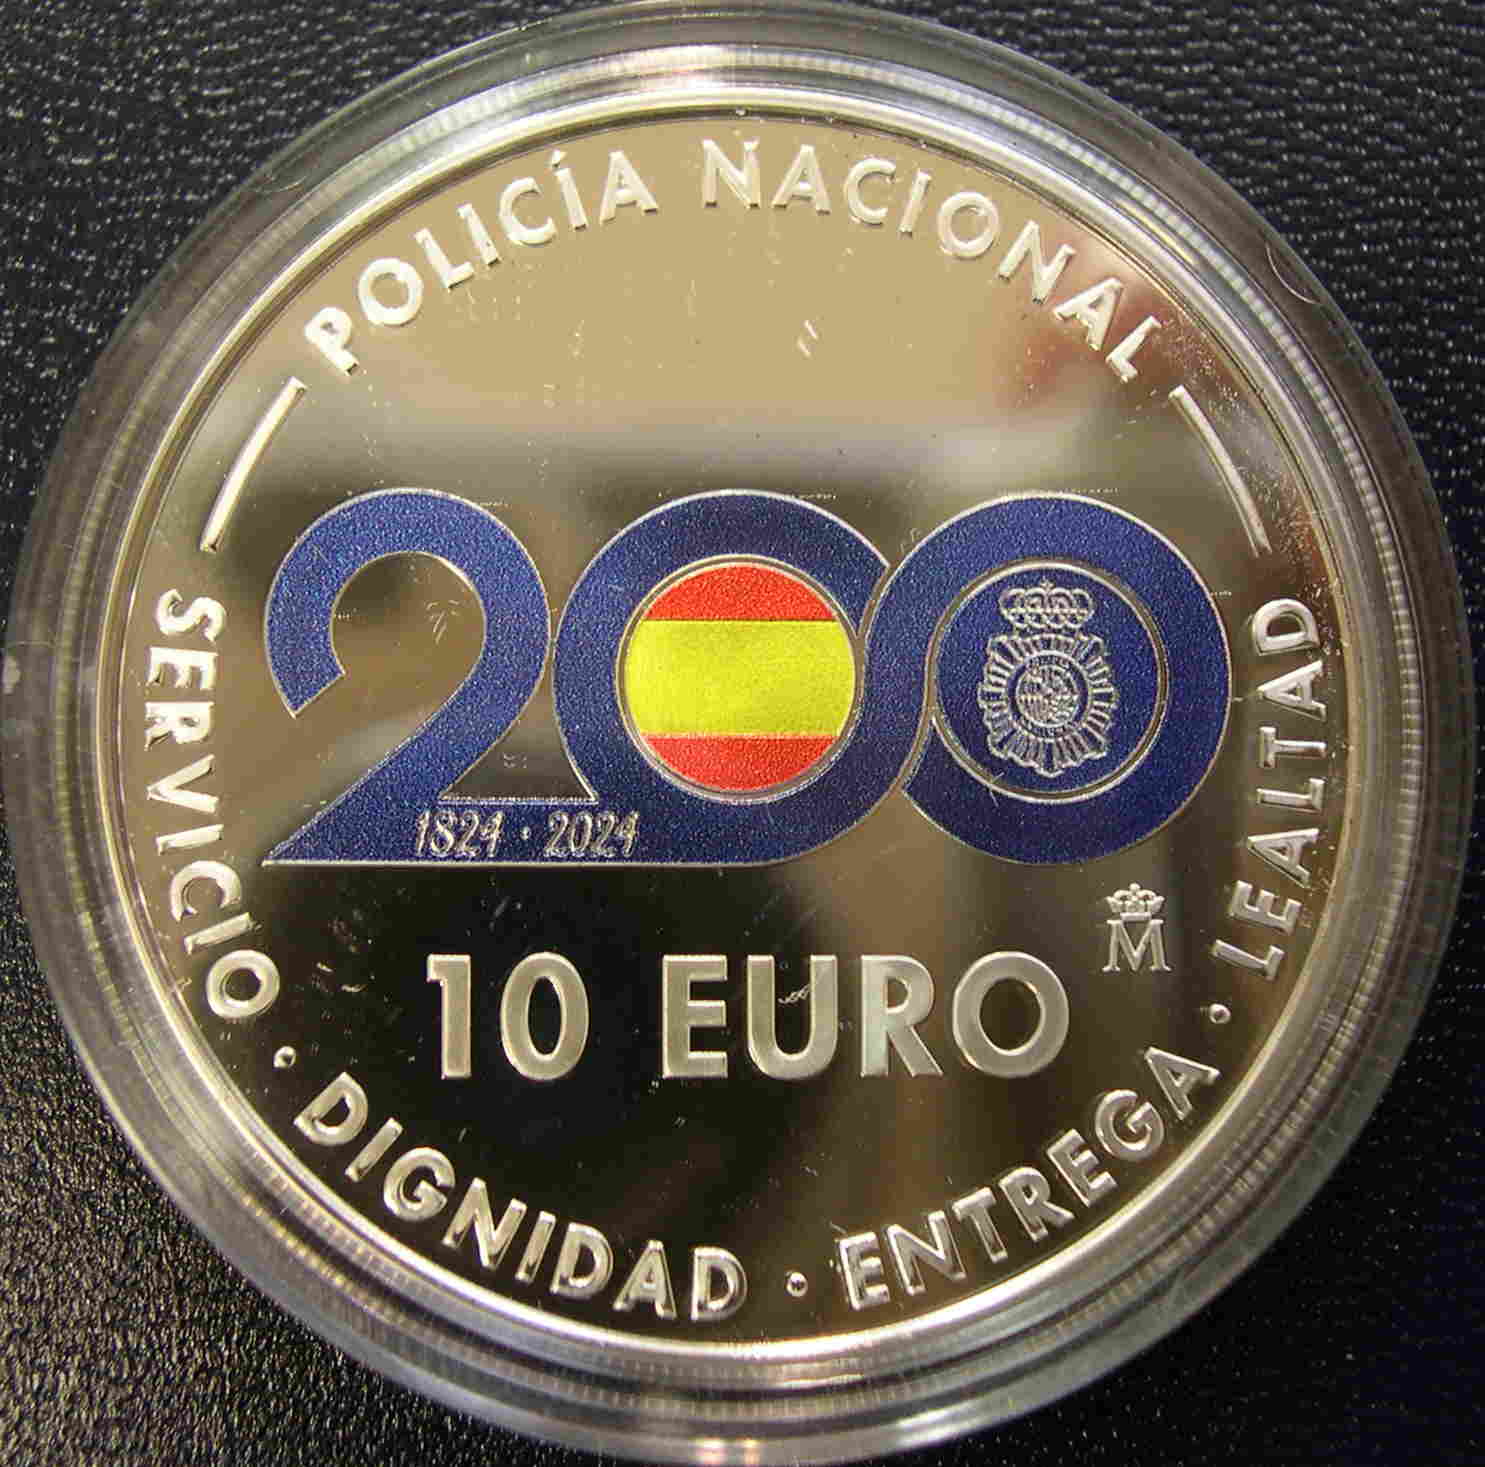 POLICÍA NACIONAL
200
1824 · 2024
10 EURO
M
SERVICIO · DIGNIDAD · ENTREGA · LEALTAD